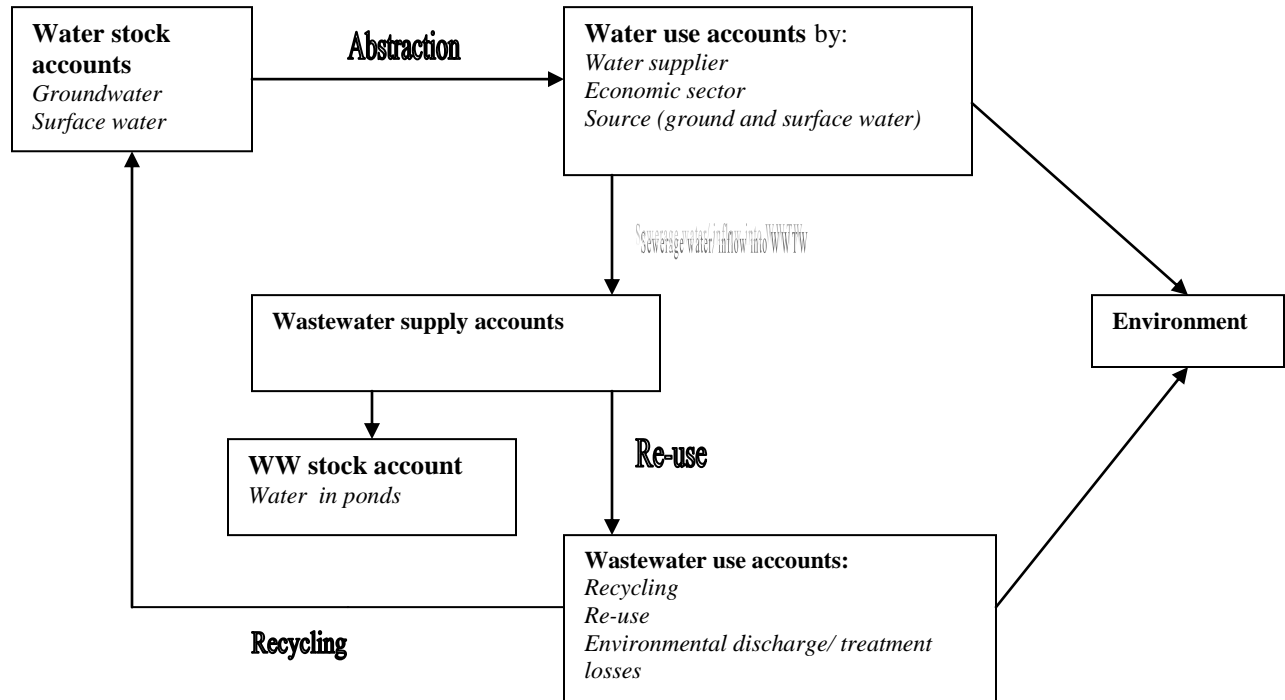 Water stock
accounts
Groundwater
Surface water
Abstraction
Water use accounts by:
Water supplier
Economic sector
Source (ground and surface water)
Sewerage water/ inflow into WWTW
Wastewater supply accounts
Environment
WW stock account
Water in ponds
Re-use
Wastewater use accounts:
Recycling
Re-use
Environmental discharge/ treatment
losses
Recycling